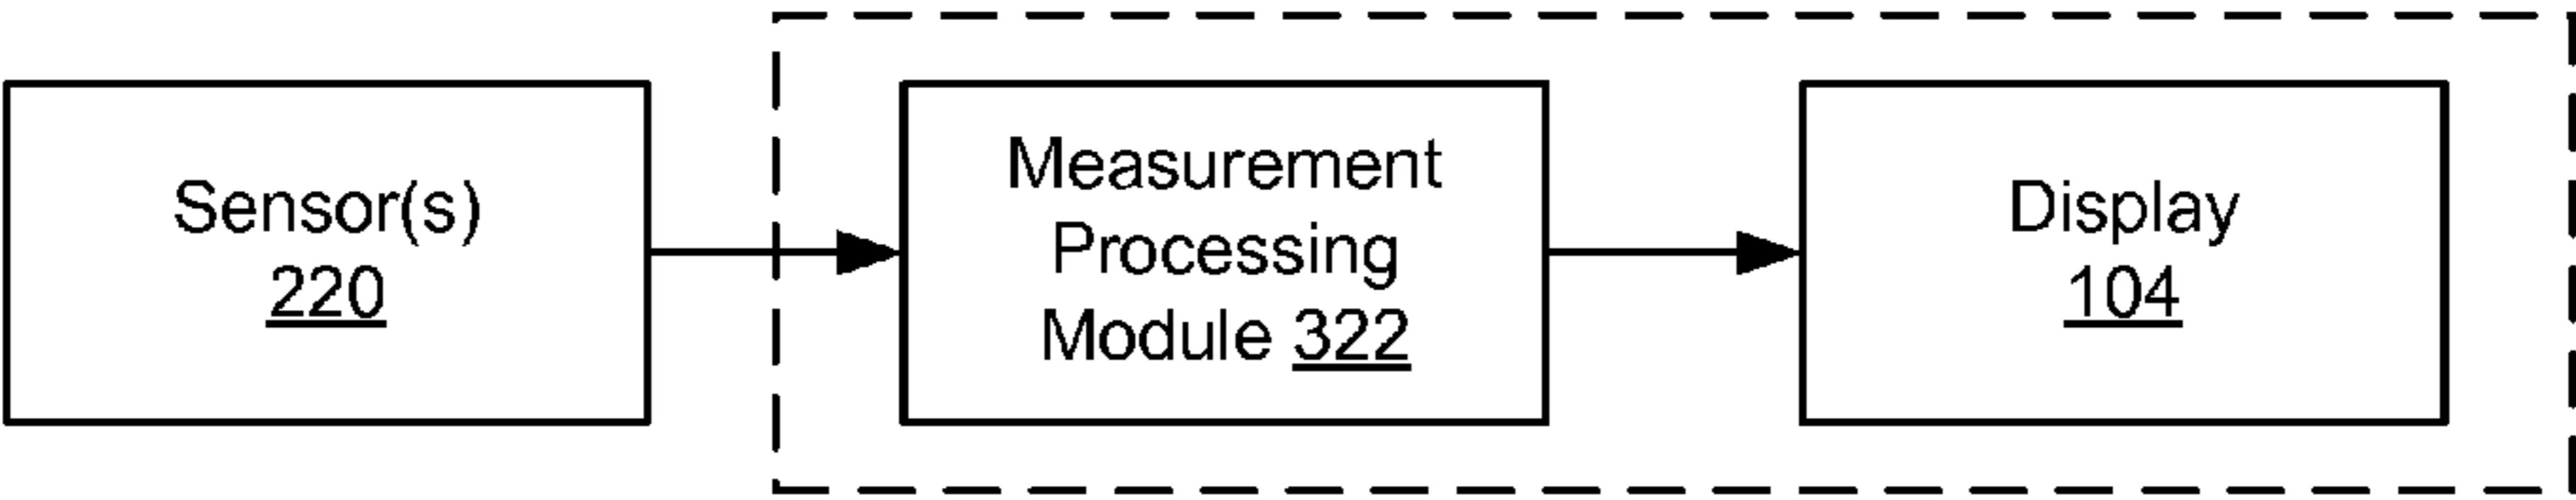 Sensor(s)
220
Measurement
Processing
Module 322
Display
104